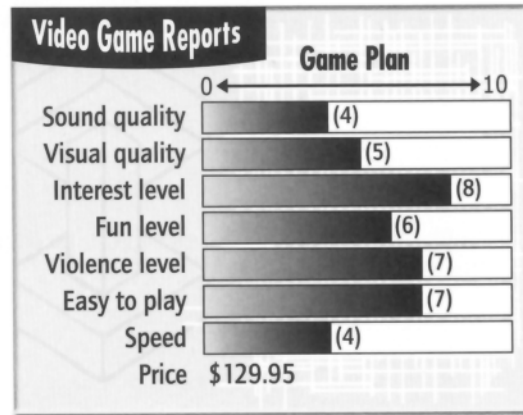 Video Game Reports
Game Plan
0 10
Sound quality (4)
Visual quality (5)
Interest level (8)
Fun level (6)
Violence level (7)
Easy to play (7)
Speed (4)
Price $129.95